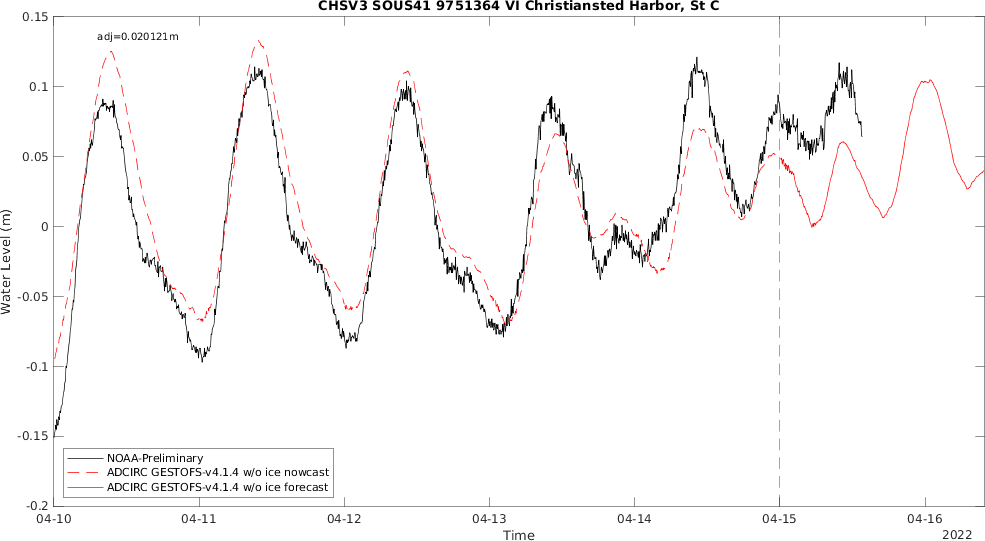 CHSV3 SOUS41 9751364 VI Christiansted Harbor, St C
adj=0.020121m
0.15
0.1
0.05
0
-0.05
-0.1
-0.15
-0.2
Water Level (m)
NOAA-Preliminary
ADCIRC GESTOFS-v4.1.4 w/o ice nowcast
ADCIRC GESTOFS-v4.1.4 w/o ice forecast
04-10 04-11 04-12 04-13 04-14 04-15 04-16
Time
2022